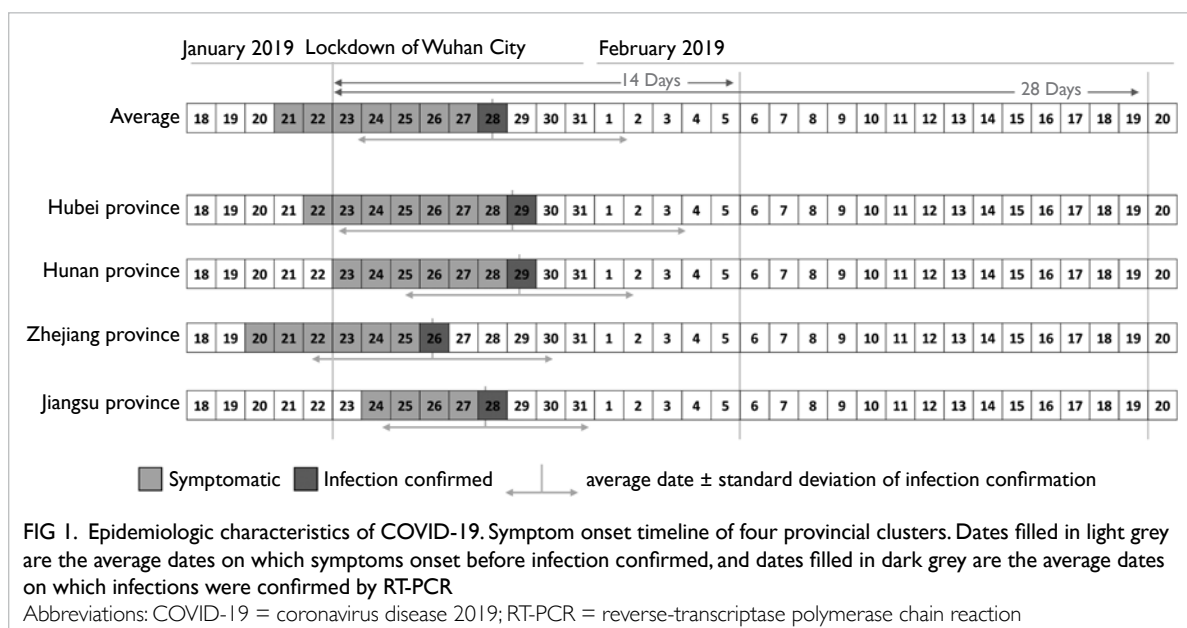 January 2019 Lockdown of Wuhan City February 2019
14 Days
28 Days
Average 18 19 20 21 22 23 24 25 26 27 28 29 30 31 1 2 3 4 5 6 7 8 9 10 11 12 13 14 15 16 17 18 19 20
Hubei province 18 19 20 21 22 23 24 25 26 27 28 29 30 31 1 2 3 4 5 6 7 8 9 10 11 12 13 14 15 16 17 18 19 20
Hunan province 18 19 20 21 22 23 24 25 26 27 28 29 30 31 1 2 3 4 5 6 7 8 9 10 11 12 13 14 15 16 17 18 19 20
Zhejiang province 18 19 20 21 22 23 24 25 26 27 28 29 30 31 1 2 3 4 5 6 7 8 9 10 11 12 13 14 15 16 17 18 19 20
Jiangsu province 18 19 20 21 22 23 24 25 26 27 28 29 30 31 1 2 3 4 5 6 7 8 9 10 11 12 13 14 15 16 17 18 19 20
Symptomatic Infection confirmed average date ± standard deviation of infection confirmation
FIG 1. Epidemiologic characteristics of COVID-19. Symptom onset timeline of four provincial clusters. Dates filled in light grey
are the average dates on which symptoms onset before infection confirmed, and dates filled in dark grey are the average dates
on which infections were confirmed by RT-PCR
Abbreviations: COVID-19 = coronavirus disease 2019; RT-PCR = reverse-transcriptase polymerase chain reaction